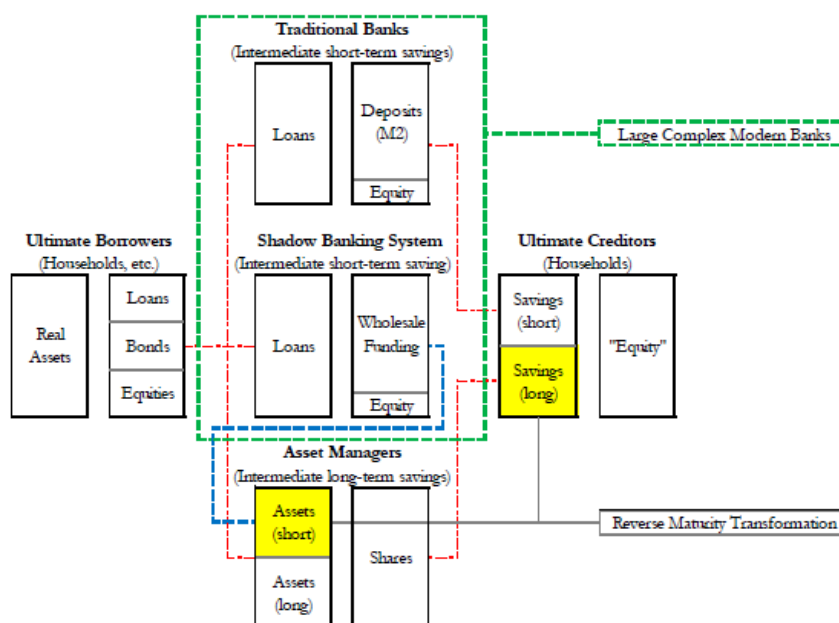 Traditional Banks
(Intermediate short-term savings)
Loans
Deposits
(M2)
Equity
Large Complex Modern Banks
Ultimate Borrowers
(Households, etc.)
Real
Assets
Loans
Bonds
Equities
Shadow Banking System
(Intermediate short-term saving)
Loans
Wholesale
Funding
Equity
Ultimate Creditors
(Households)
Savings
(short)
Savings
(long)
"Equity"
Asset Managers
(Intermediate long-term savings)
Assets
(short)
Assets
(long)
Shares
Reverse Maturity Transformation